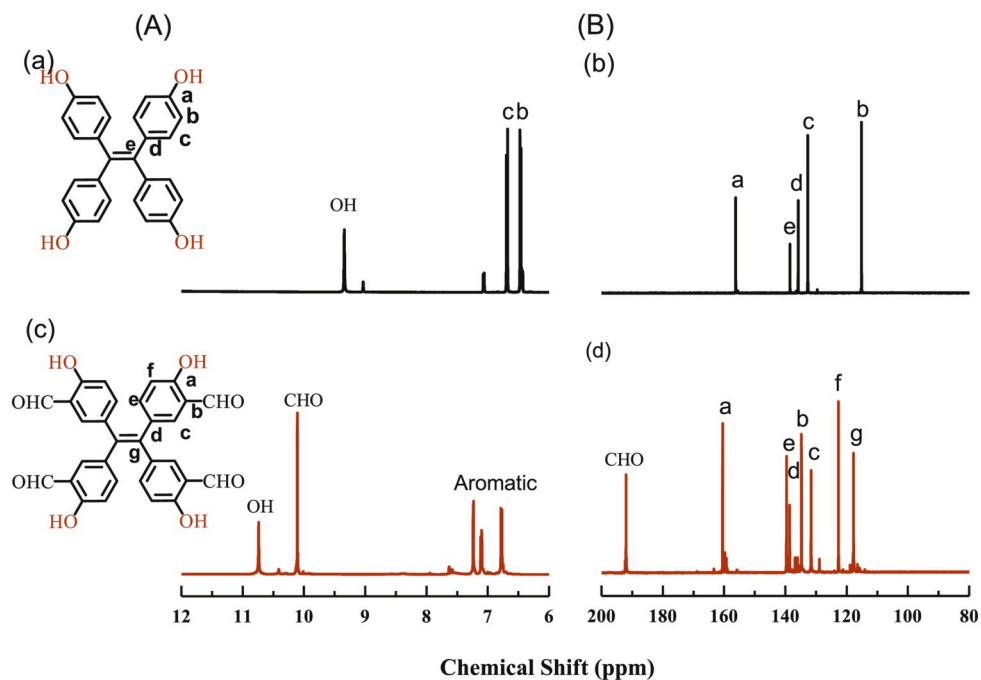 (A)
(B)
(a)
HO
OH
a
b
c
d
e
HO
OH
OH
c b
(b)
a
e
d
c
b
(c)
HO
OH
f
a
OHC
e
b
CHO
c
d
g
OHC
CHO
HO
OH
OH
CHO
Aromatic
12 11 10 9 8 7 6
(d)
CHO
a
e
d
b
c
f
g
200 180 160 140 120 100 80
Chemical Shift (ppm)